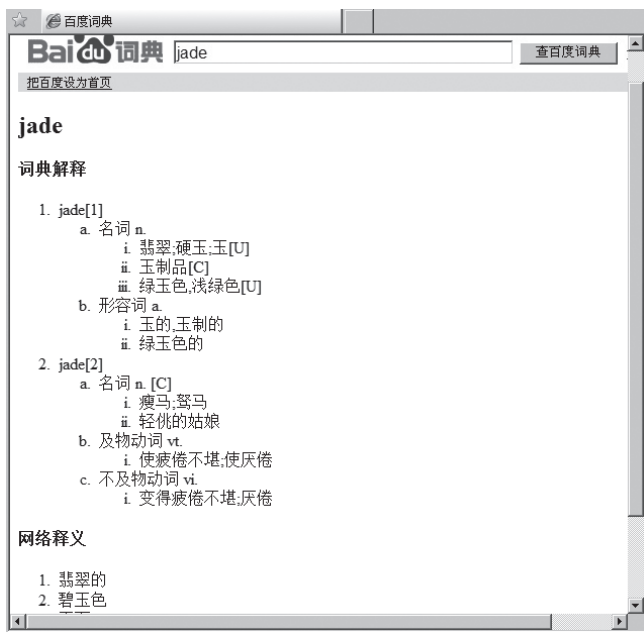 百度词典
Bai du 词典 jade 查百度词典
把百度设为首页
jade
词典解释
1. jade[1]
a. 名词 n.
i. 翡翠;硬玉;玉[U]
ii. 玉制品[C]
iii. 绿玉色,浅绿色[U]
b. 形容词 a.
i. 玉的,玉制的
ii. 绿玉色的
2. jade[2]
a. 名词 n. [C]
i. 瘦马;驽马
ii. 轻佻的姑娘
b. 及物动词 vt.
i. 使疲倦不堪;使厌倦
c. 不及物动词 vi.
i. 变得疲倦不堪;厌倦
网络释义
1. 翡翠的
2. 碧玉色